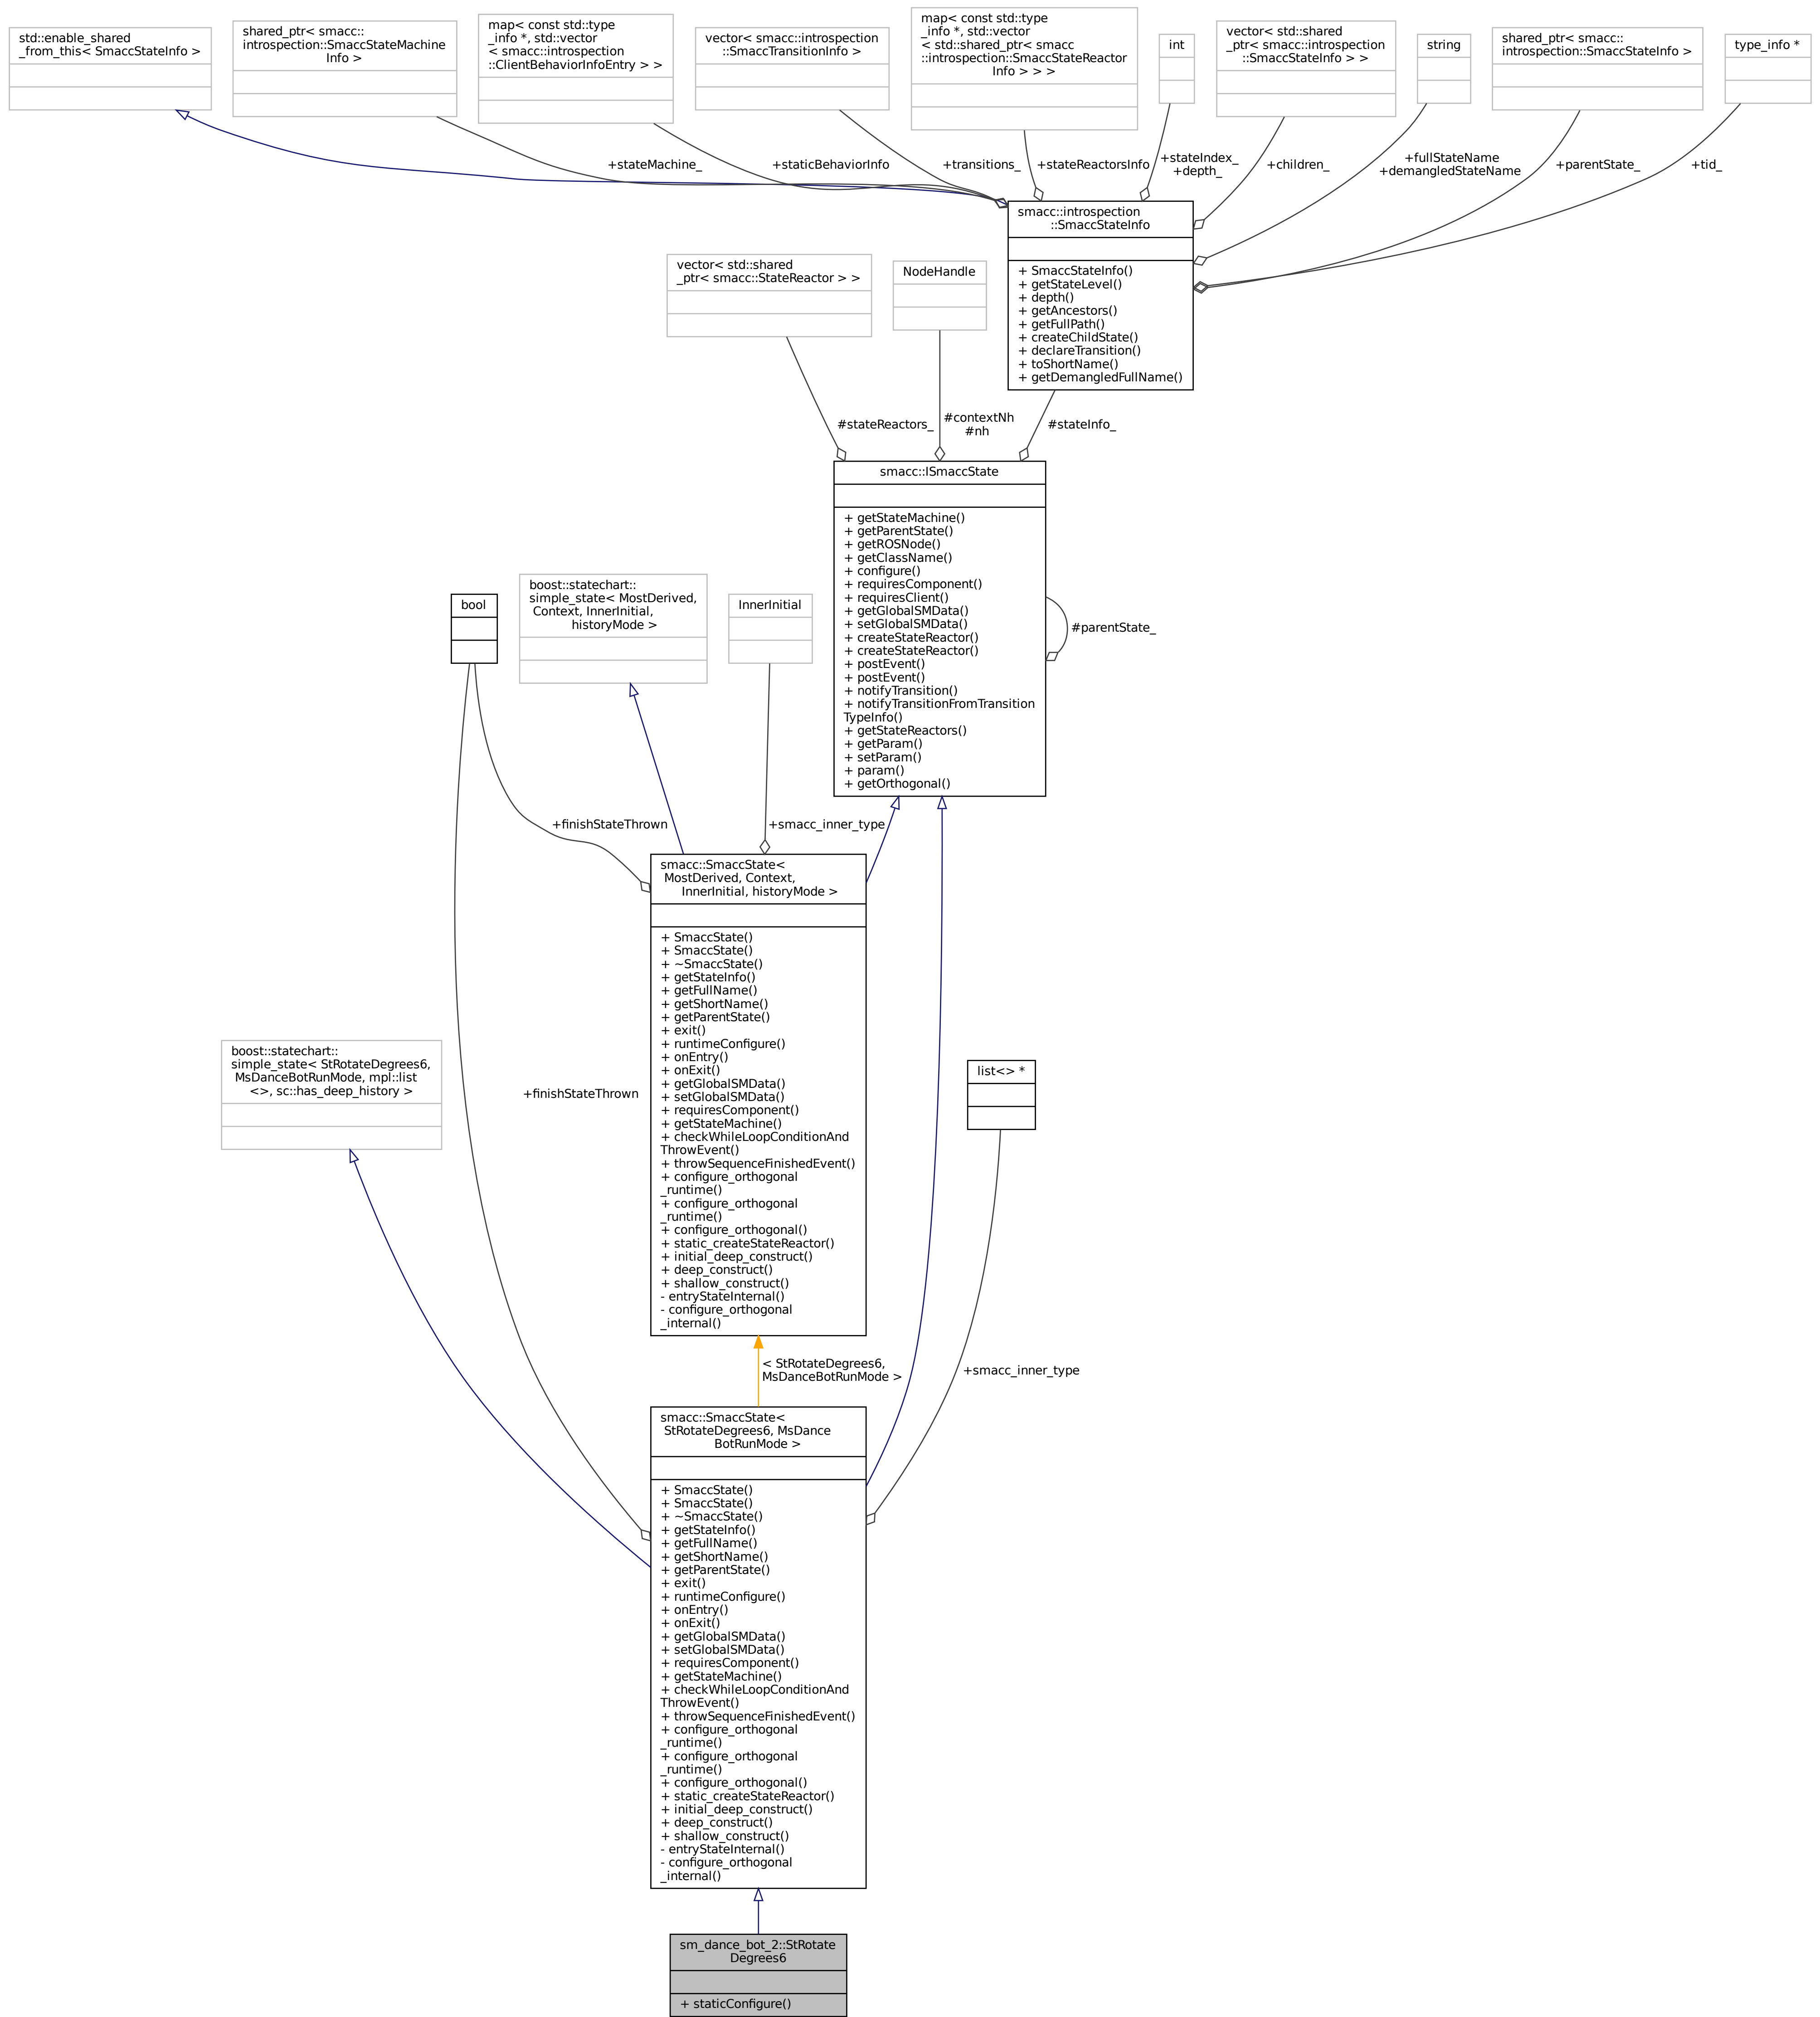 std::enable_shared
_from_this< SmaccStateInfo >
shared_ptr< smacc::
introspection::SmaccStateMachine
Info >
map< const std::type
_info *, std::vector
< smacc::introspection
::ClientBehaviorInfoEntry > >
vector< smacc::introspection
::SmaccTransitionInfo >
map< const std::type
_info *, std::vector
< std::shared_ptr< smacc
::introspection::SmaccStateReactor
Info > > >
int
vector< std::shared
_ptr< smacc::introspection
::SmaccStateInfo > >
string
shared_ptr< smacc::
introspection::SmaccStateInfo >
type_info *
+stateMachine_
+staticBehaviorInfo
+transitions_
+stateReactorsInfo
+stateIndex_
+depth_
+children_
+fullStateName
+demangledStateName
+parentState_
+tid_
smacc::introspection
::SmaccStateInfo
+ SmaccStateInfo()
+ getStateLevel()
+ depth()
+ getAncestors()
+ getFullPath()
+ createChildState()
+ declareTransition()
+ toShortName()
+ getDemangledFullName()
vector< std::shared
_ptr< smacc::StateReactor > >
NodeHandle
#stateReactors_
#contextNh
#nh
#stateInfo_
smacc::ISmaccState
+ getStateMachine()
+ getParentState()
+ getROSNode()
+ getClassName()
+ configure()
+ requiresComponent()
+ requiresClient()
+ getGlobalSMData()
+ setGlobalSMData()
+ createStateReactor()
+ createStateReactor()
+ postEvent()
+ postEvent()
+ notifyTransition()
+ notifyTransitionFromTransition
TypeInfo()
+ getStateReactors()
+ getParam()
+ setParam()
+ param()
+ getOrthogonal()
#parentState_
bool
boost::statechart::
simple_state< MostDerived,
Context, InnerInitial,
historyMode >
InnerInitial
+finishStateThrown
+smacc_inner_type
smacc::SmaccState<
MostDerived, Context,
InnerInitial, historyMode >
+ SmaccState()
+ SmaccState()
+ ~SmaccState()
+ getStateInfo()
+ getFullName()
+ getShortName()
+ getParentState()
+ exit()
+ runtimeConfigure()
+ onEntry()
+ onExit()
+ getGlobalSMData()
+ setGlobalSMData()
+ requiresComponent()
+ getStateMachine()
+ checkWhileLoopConditionAnd
ThrowEvent()
+ throwSequenceFinishedEvent()
+ configure_orthogonal
_runtime()
+ configure_orthogonal
_runtime()
+ configure_orthogonal()
+ static_createStateReactor()
+ initial_deep_construct()
+ deep_construct()
+ shallow_construct()
- entryStateInternal()
- configure_orthogonal
_internal()
boost::statechart::
simple_state< StRotateDegrees6,
MsDanceBotRunMode, mpl::list
<>, sc::has_deep_history >
+finishStateThrown
list<> *
< StRotateDegrees6,
MsDanceBotRunMode >
+smacc_inner_type
smacc::SmaccState<
StRotateDegrees6, MsDance
BotRunMode >
+ SmaccState()
+ SmaccState()
+ ~SmaccState()
+ getStateInfo()
+ getFullName()
+ getShortName()
+ getParentState()
+ exit()
+ runtimeConfigure()
+ onEntry()
+ onExit()
+ getGlobalSMData()
+ setGlobalSMData()
+ requiresComponent()
+ getStateMachine()
+ checkWhileLoopConditionAnd
ThrowEvent()
+ throwSequenceFinishedEvent()
+ configure_orthogonal
_runtime()
+ configure_orthogonal
_runtime()
+ configure_orthogonal()
+ static_createStateReactor()
+ initial_deep_construct()
+ deep_construct()
+ shallow_construct()
- entryStateInternal()
- configure_orthogonal
_internal()
sm_dance_bot_2::StRotate
Degrees6
+ staticConfigure()